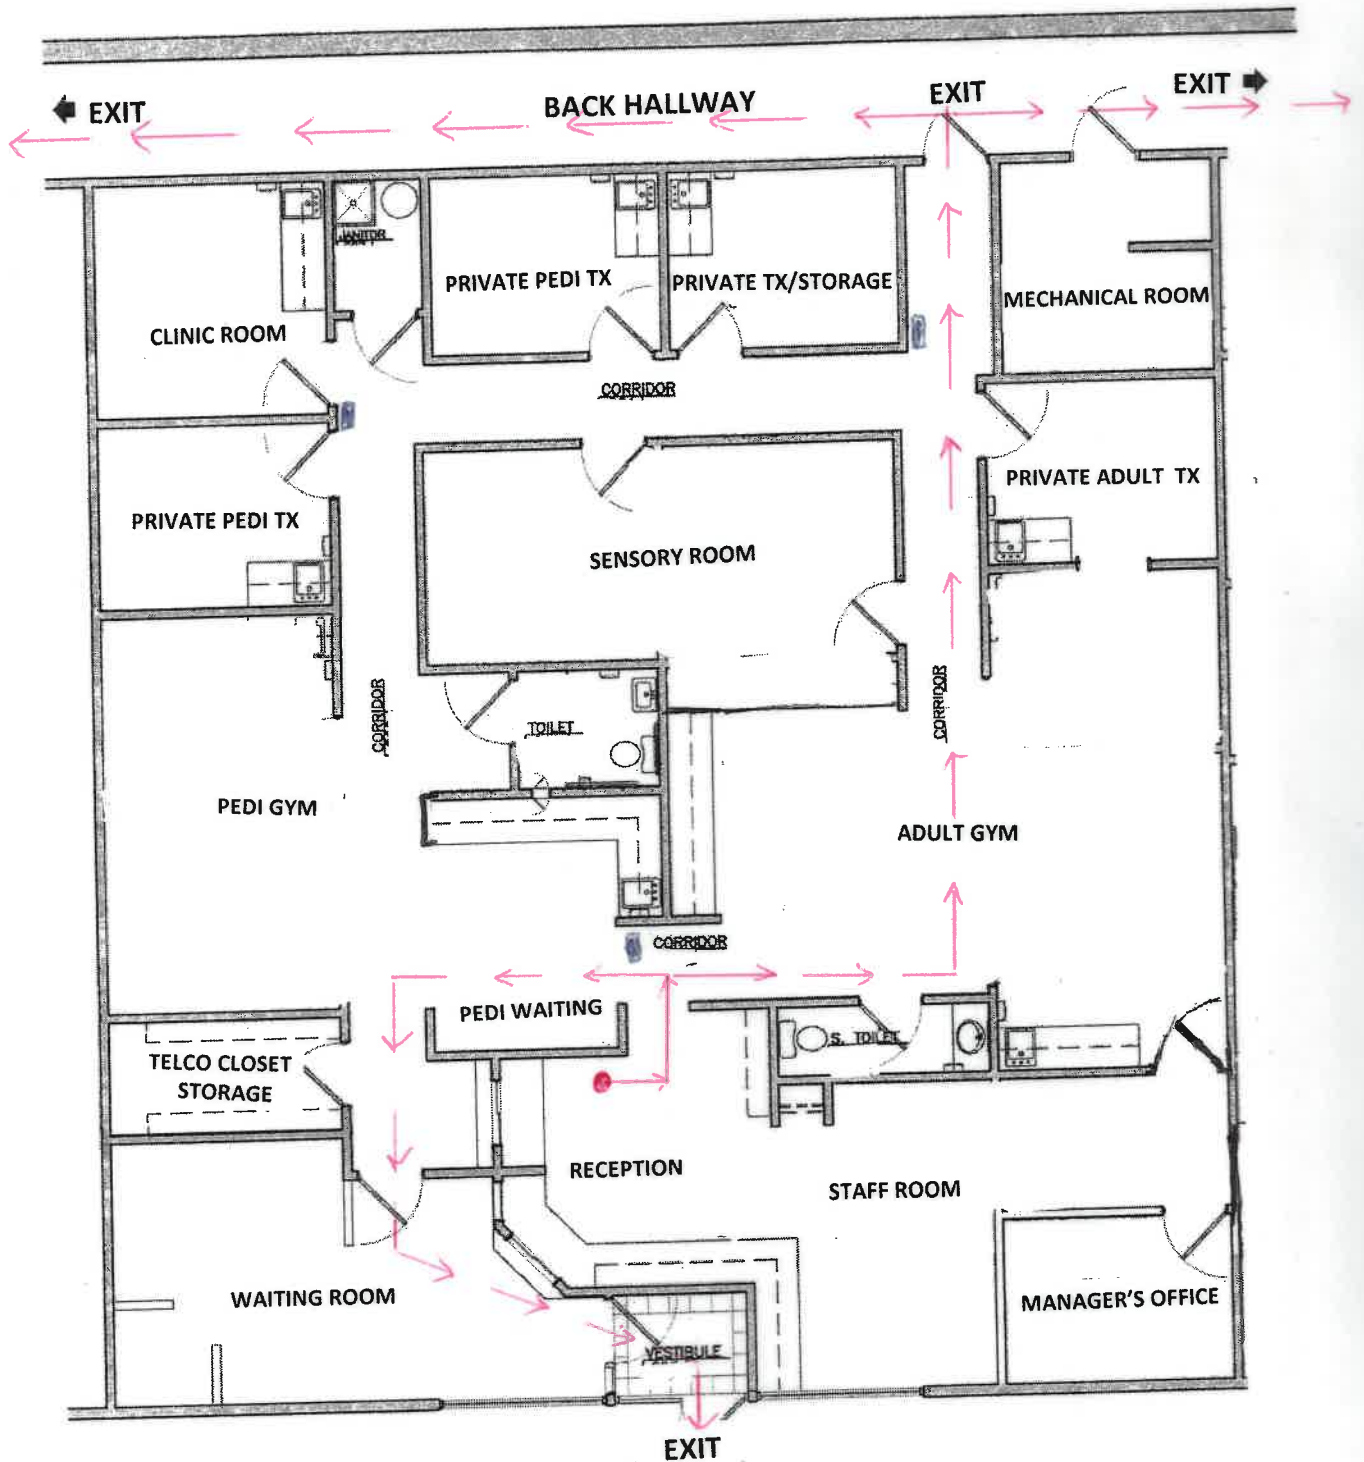 EXIT
BACK HALLWAY
EXIT
EXIT
JANITOR
PRIVATE PEDI TX
PRIVATE TX/STORAGE
MECHANICAL ROOM
CLINIC ROOM
CORRIDOR
PRIVATE ADULT TX
PRIVATE PEDI TX
SENSORY ROOM
CORRIDOR
CORRIDOR
TOILET
PEDI GYM
ADULT GYM
CORRIDOR
PEDI WAITING
S. TOILET
TELCO CLOSET
STORAGE
RECEPTION
STAFF ROOM
WAITING ROOM
MANAGER'S OFFICE
VESTIBULE
EXIT